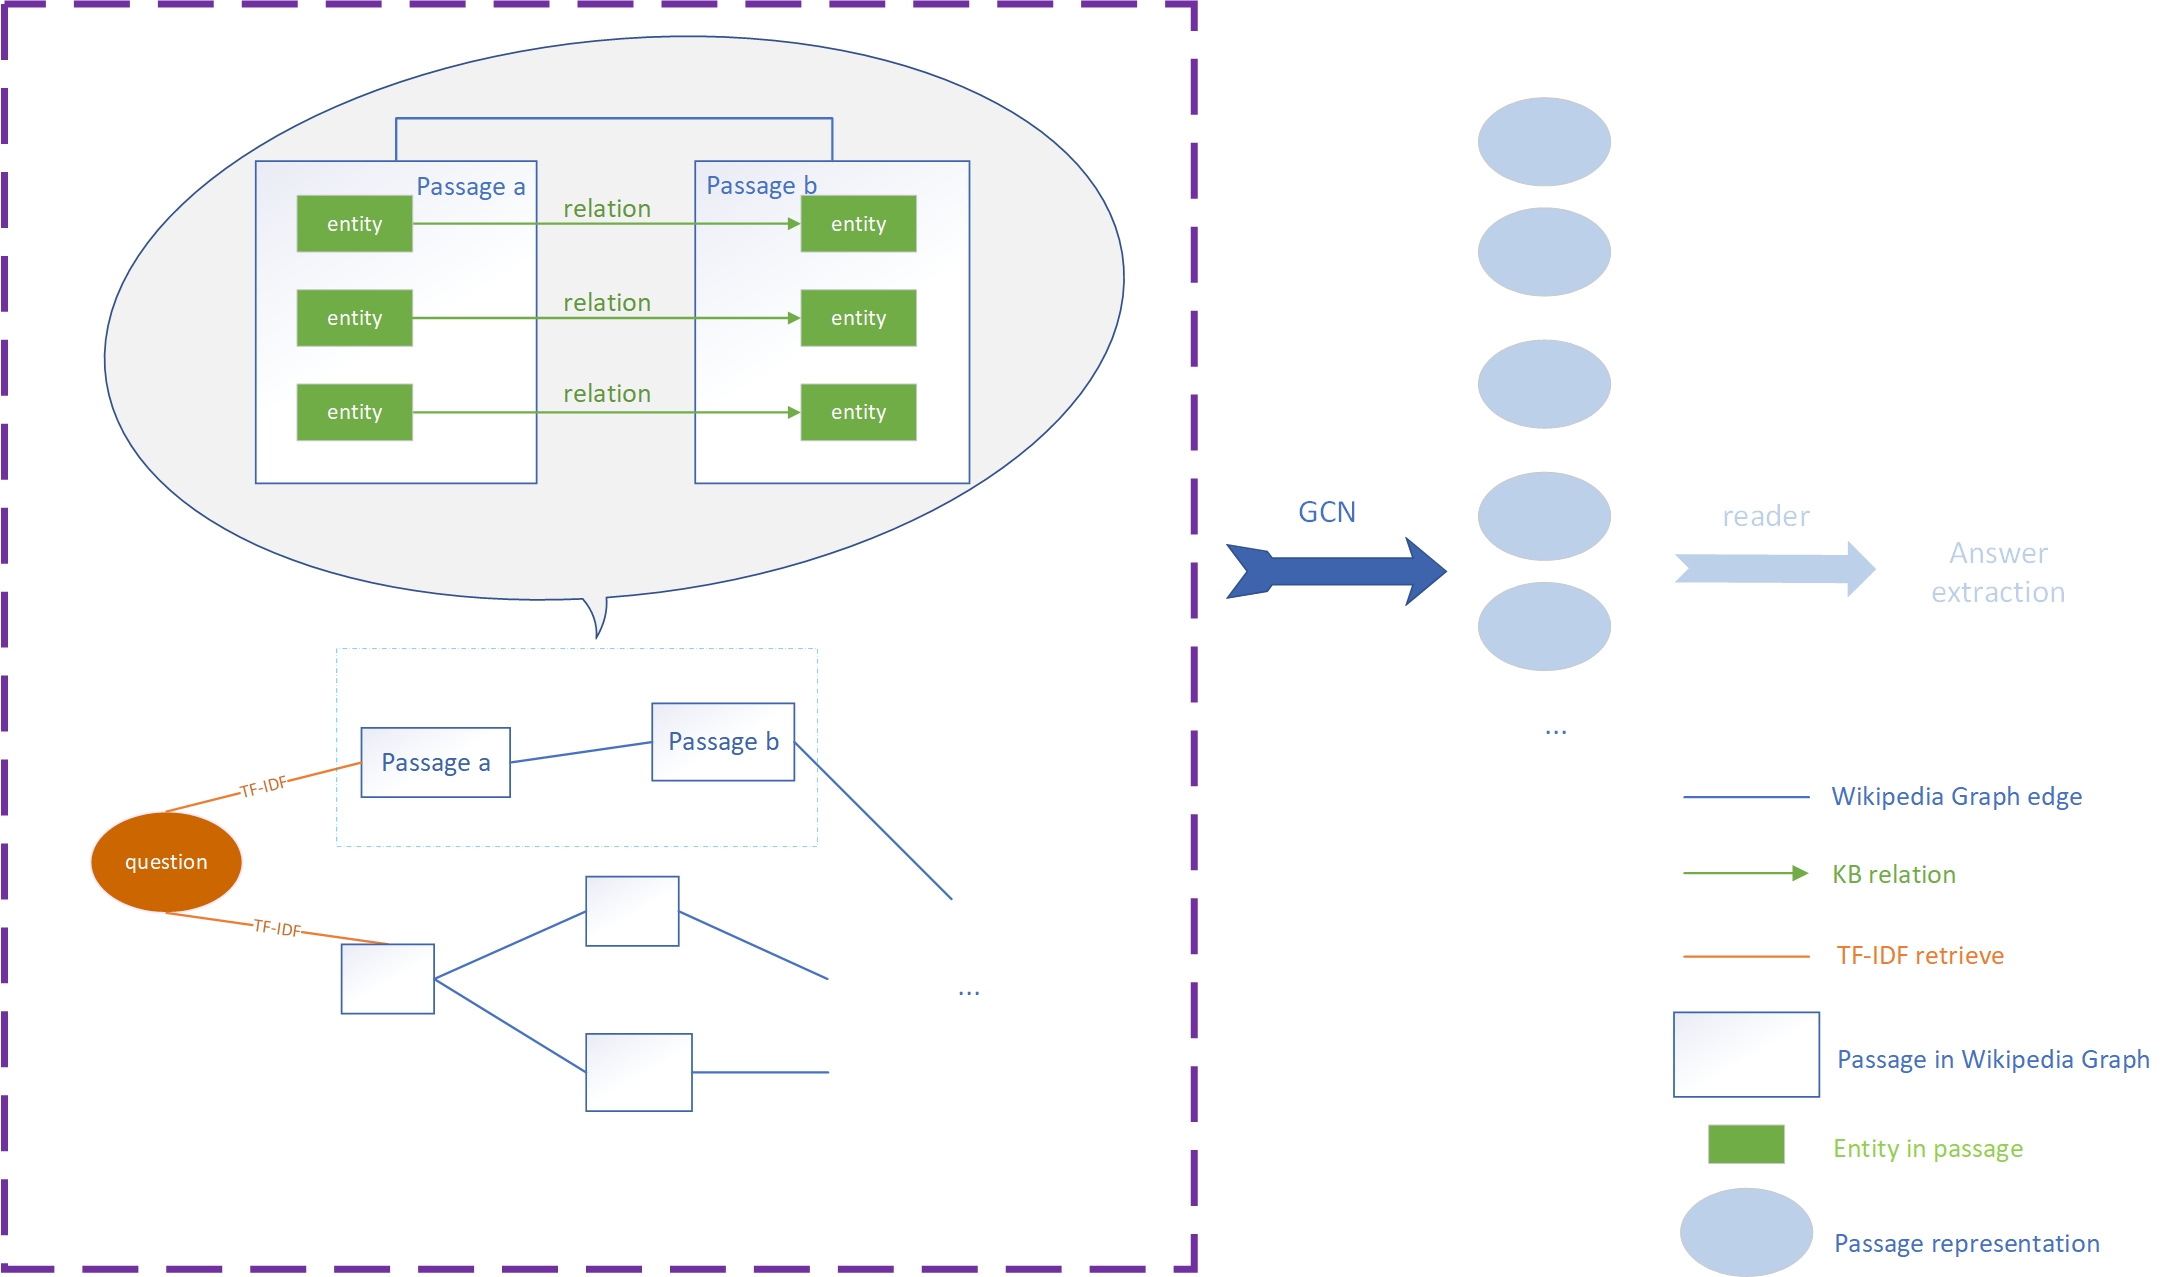 Passage a
Passage b
entity
relation
entity
entity
relation
entity
entity
relation
entity
Passage a
Passage b
TF-IDF
question
TF-IDF
...
GCN
...
reader
Answer
extraction
Wikipedia Graph edge
KB relation
TF-IDF retrieve
Passage in Wikipedia Graph
Entity in passage
Passage representation